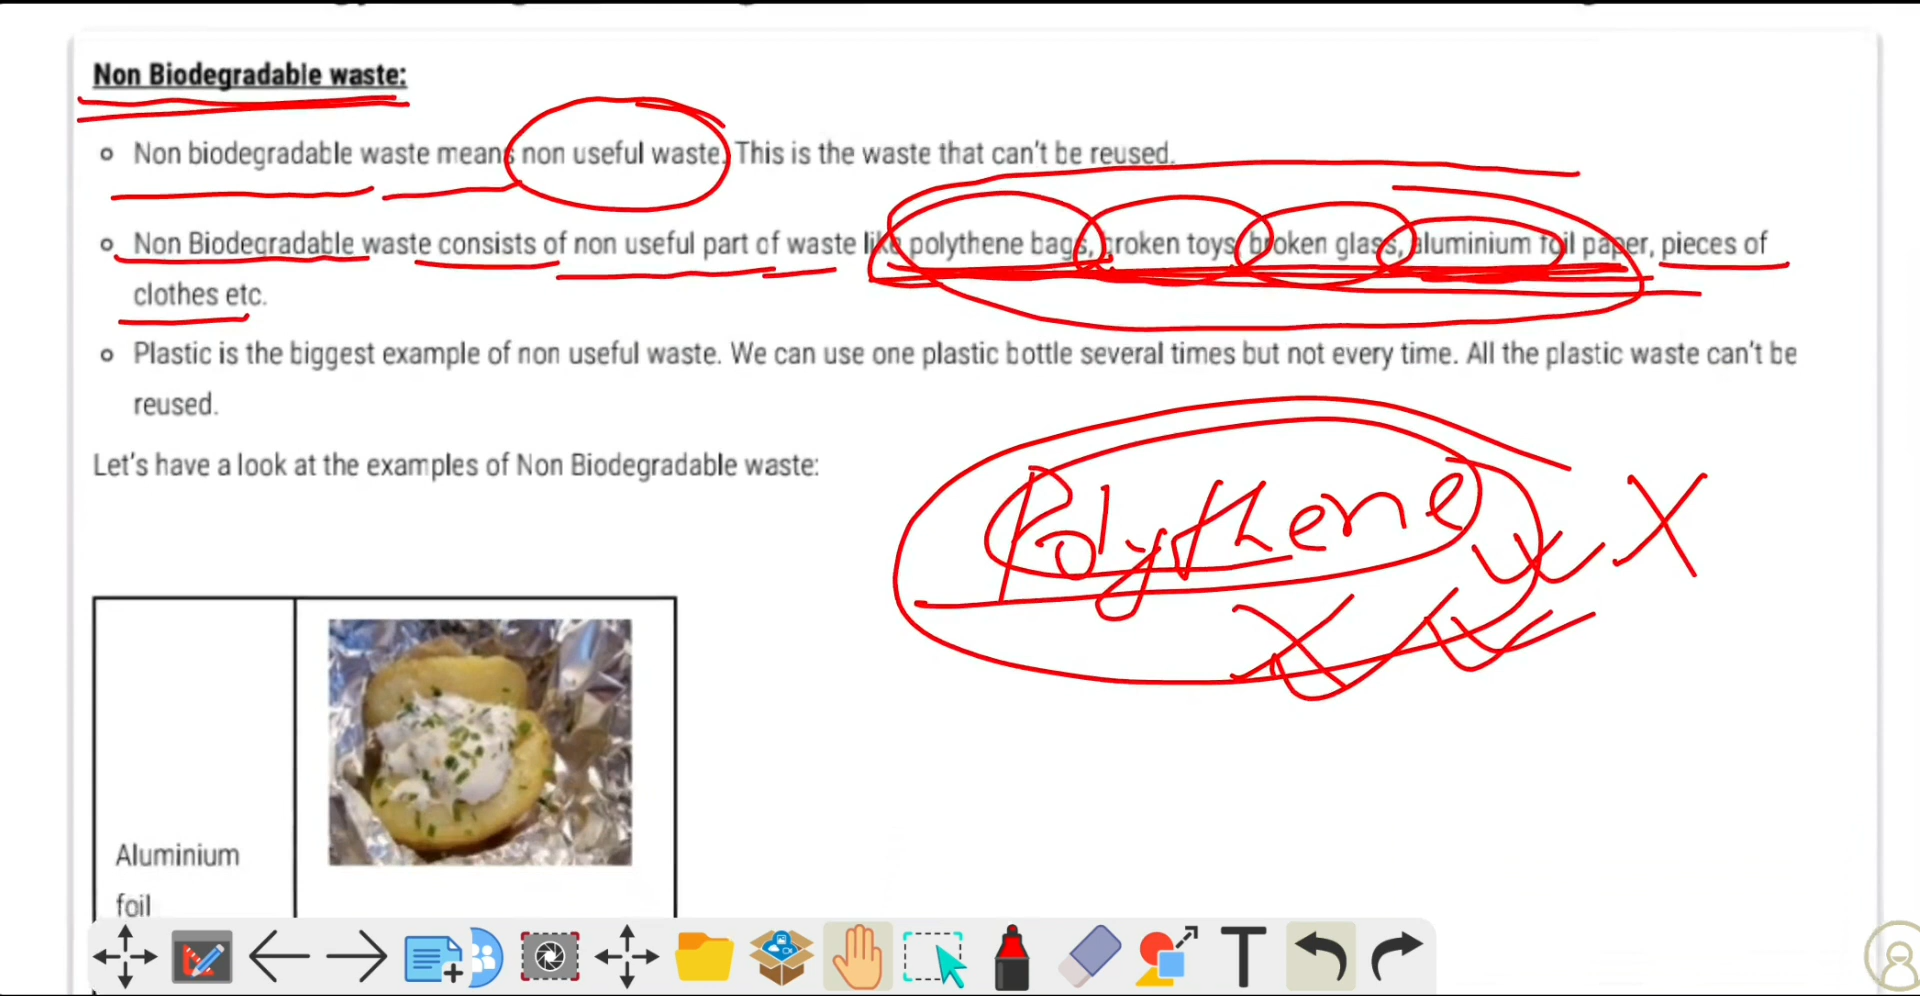 Non Biodegradable waste:
Non biodegradable waste means non useful waste. This is the waste that can't be reused.
Non Biodegradable waste consists of non useful part of waste like polythene bags, broken toys, broken glass, aluminium foil paper, pieces of
clothes etc.
Plastic is the biggest example of non useful waste. We can use one plastic bottle several times but not every time. All the plastic waste can't be
reused.
Let's have a look at the examples of Non Biodegradable waste:
Polythene
Aluminium
foil